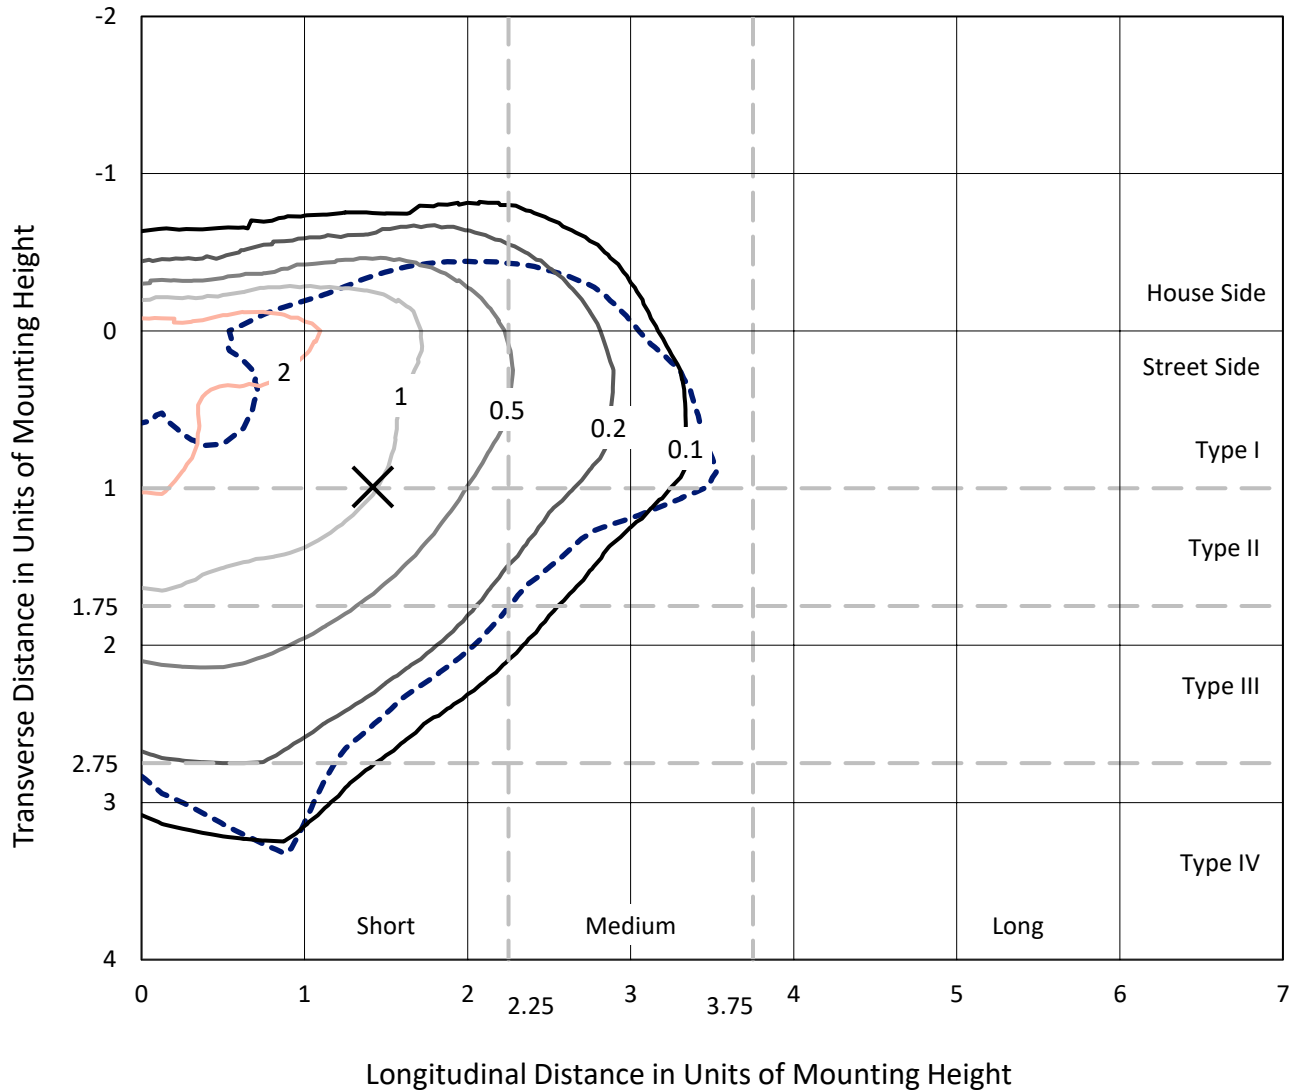 -2
-1
0
1
1.75
2
2.75
3
4
Transverse Distance in Units of Mounting Height
House Side
Street Side
Type I
Type II
Type III
Type IV
2
1
0.5
0.2
0.1
Short
Medium
Long
0
1
2
2.25
3
3.75
4
5
6
7
Longitudinal Distance in Units of Mounting Height